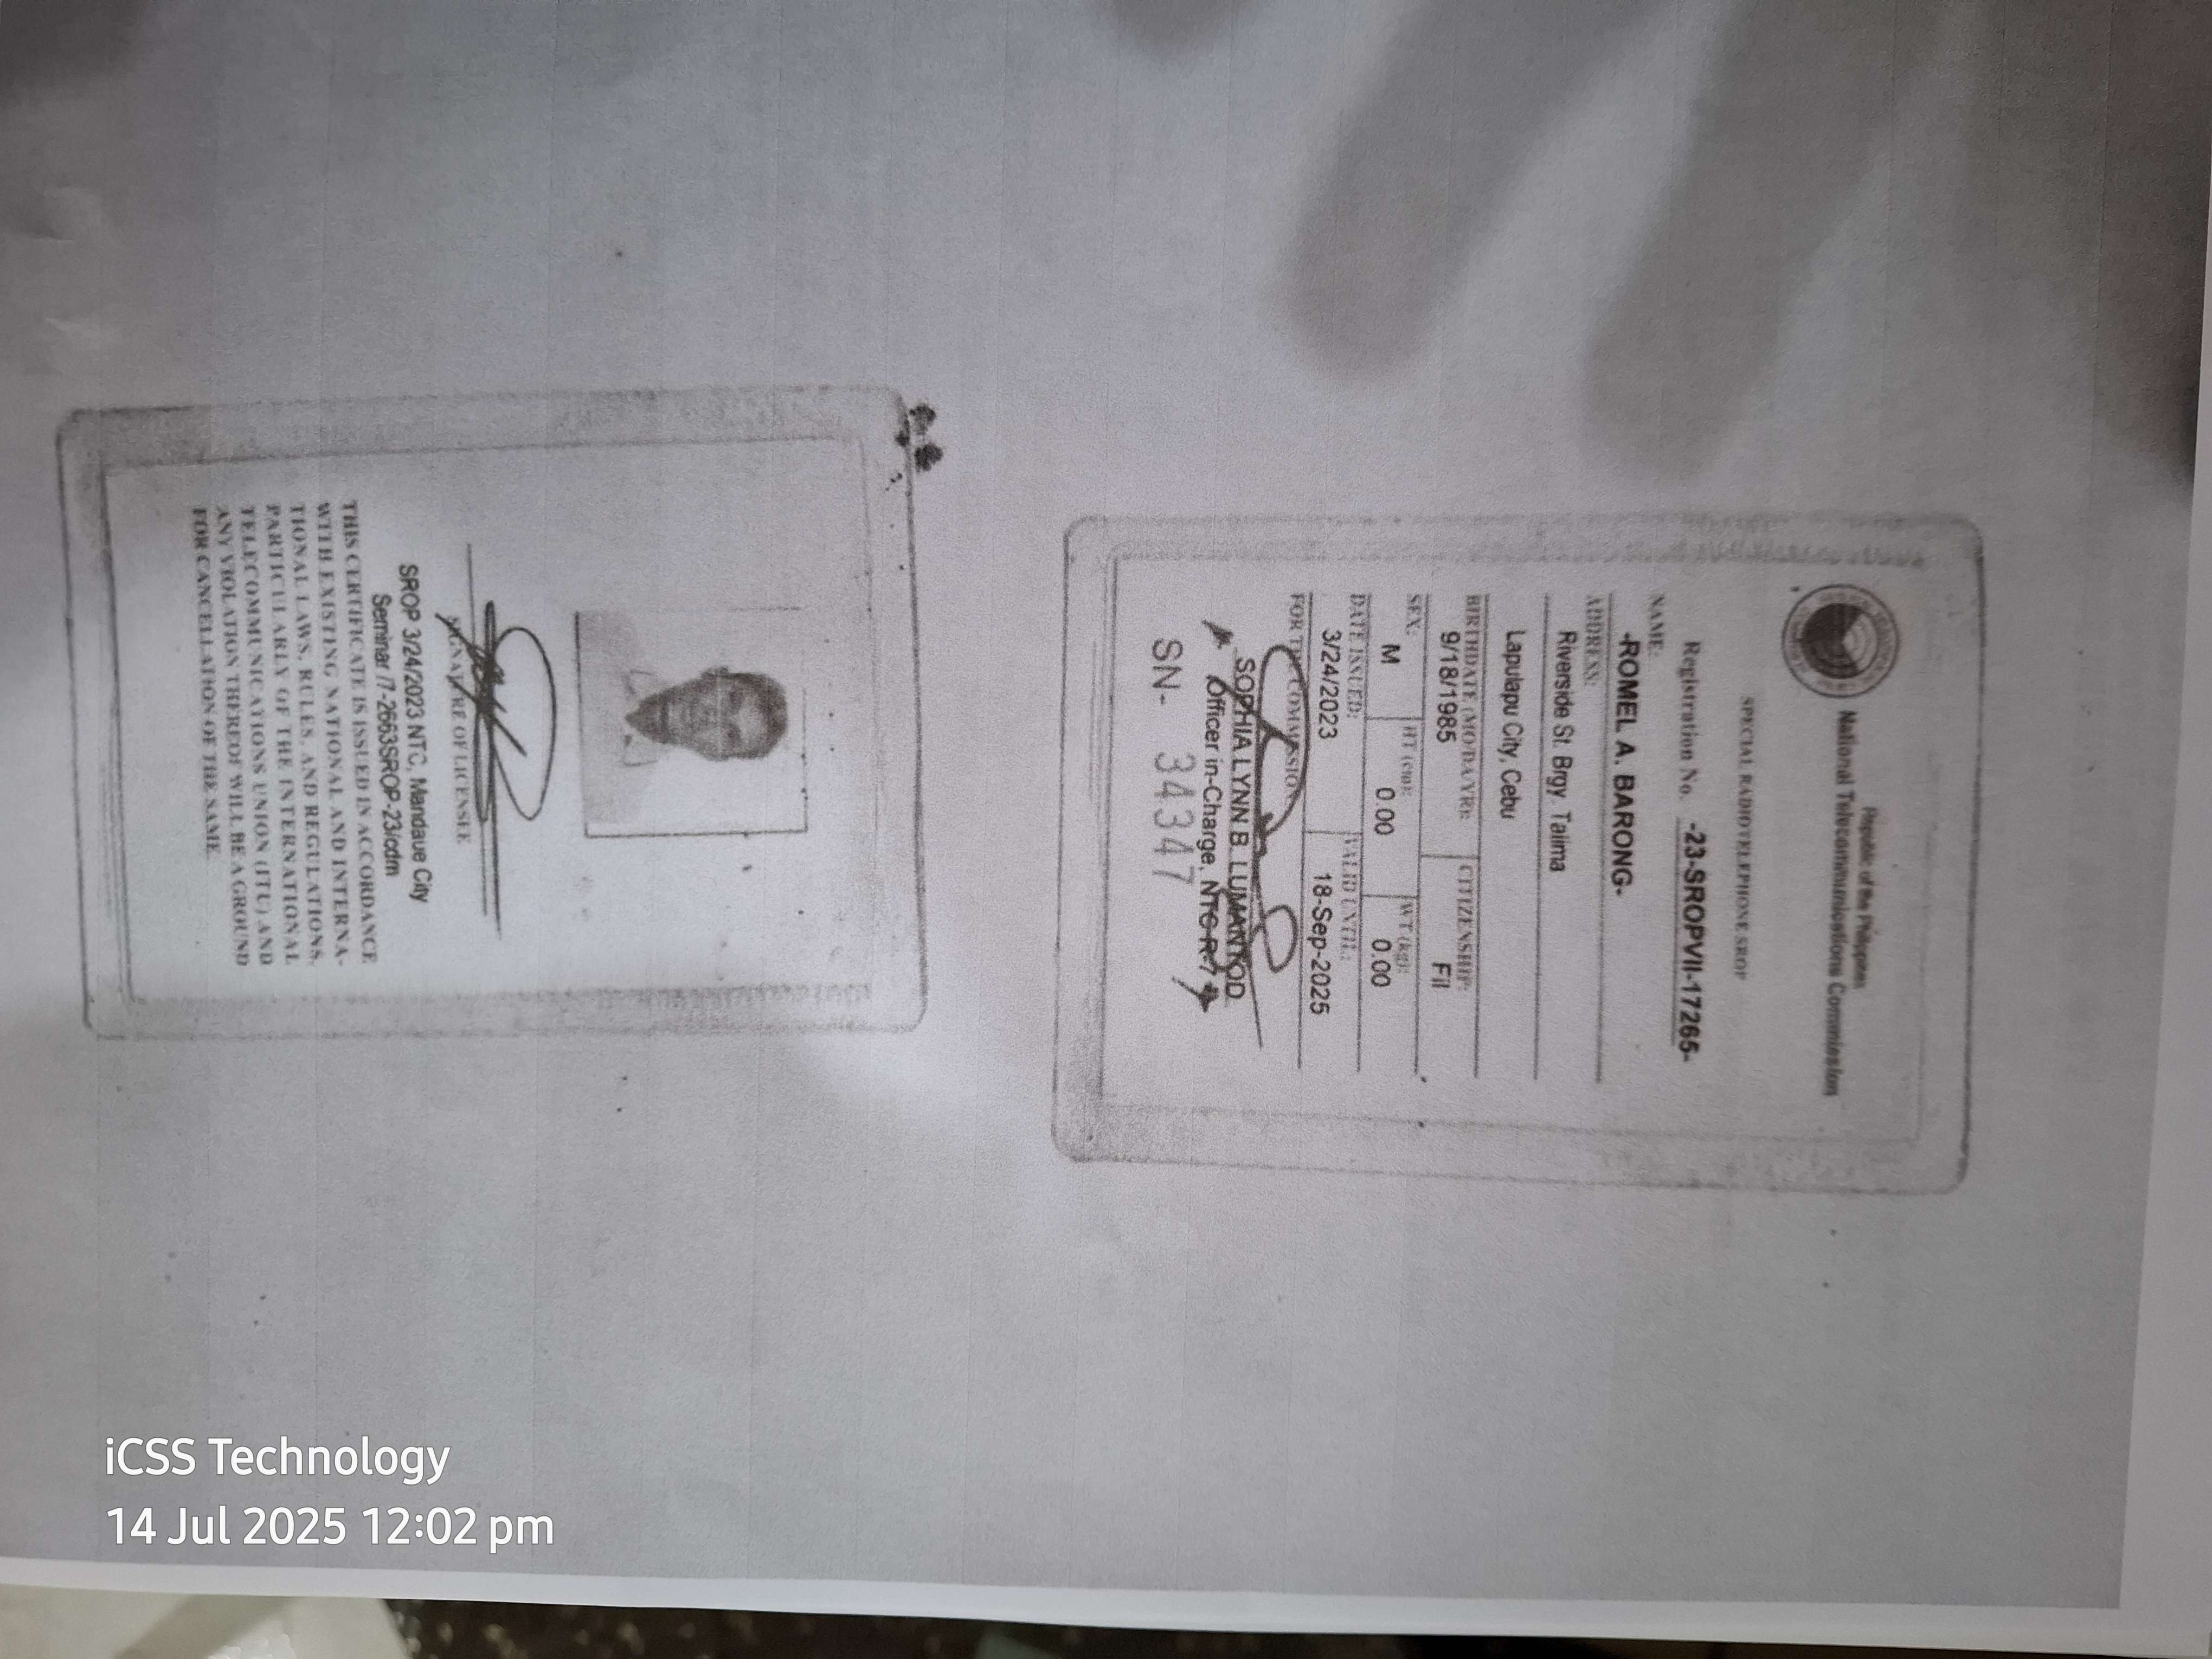 Republic of the Philippines
National Telecommunications Commission
SPECIAL RADIOTELEPHONE SROP
Registration No. -23-SROPVII-17265-
NAME:
-ROMEL A. BARONG-
ADDRESS:
Riverside St. Brgy. Taima
Lapulapu City, Cebu
BIRTHDATE (MO/DA/YR): CITIZENSHIP:
9/18/1985 Fil
SEX: HT (cm): WT (kg):
M 0.00 0.00
DATE ISSUED: VALID UNTIL:
3/24/2023 18-Sep-2025
FOR THE COMMISSION
SOPHIA LYNN B. LUMANTOD
Officer in-Charge, NTC-R-7
SN- 34347
SIGNATURE OF LICENSEE
SROP 3/24/2023 NTC, Mandaue City
Seminar /7-2663SROP-23/odm
THIS CERTIFICATE IS ISSUED IN ACCORDANCE
WITH EXISTING NATIONAL AND INTERNA-
TIONAL LAWS, RULES, AND REGULATIONS,
PARTICULARLY OF THE INTERNATIONAL
TELECOMMUNICATIONS UNION (ITU) AND
ANY VIOLATION THEREOF WILL BE A GROUND
FOR CANCELLATION OF THE SAME.
iCSS Technology
14 Jul 2025 12:02 pm